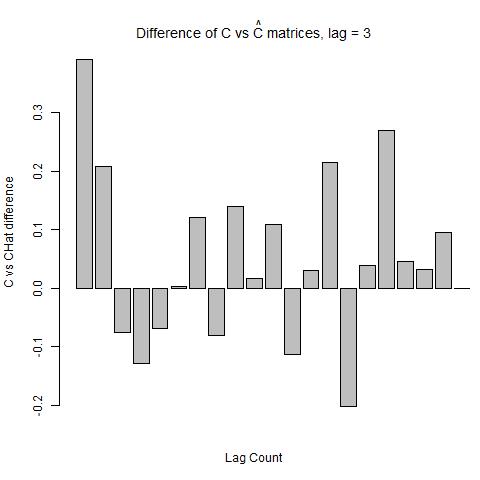 Difference of C vs Ĉ matrices, lag = 3
C vs CHat difference
0.3
0.2
0.1
0.0
-0.1
-0.2
Lag Count